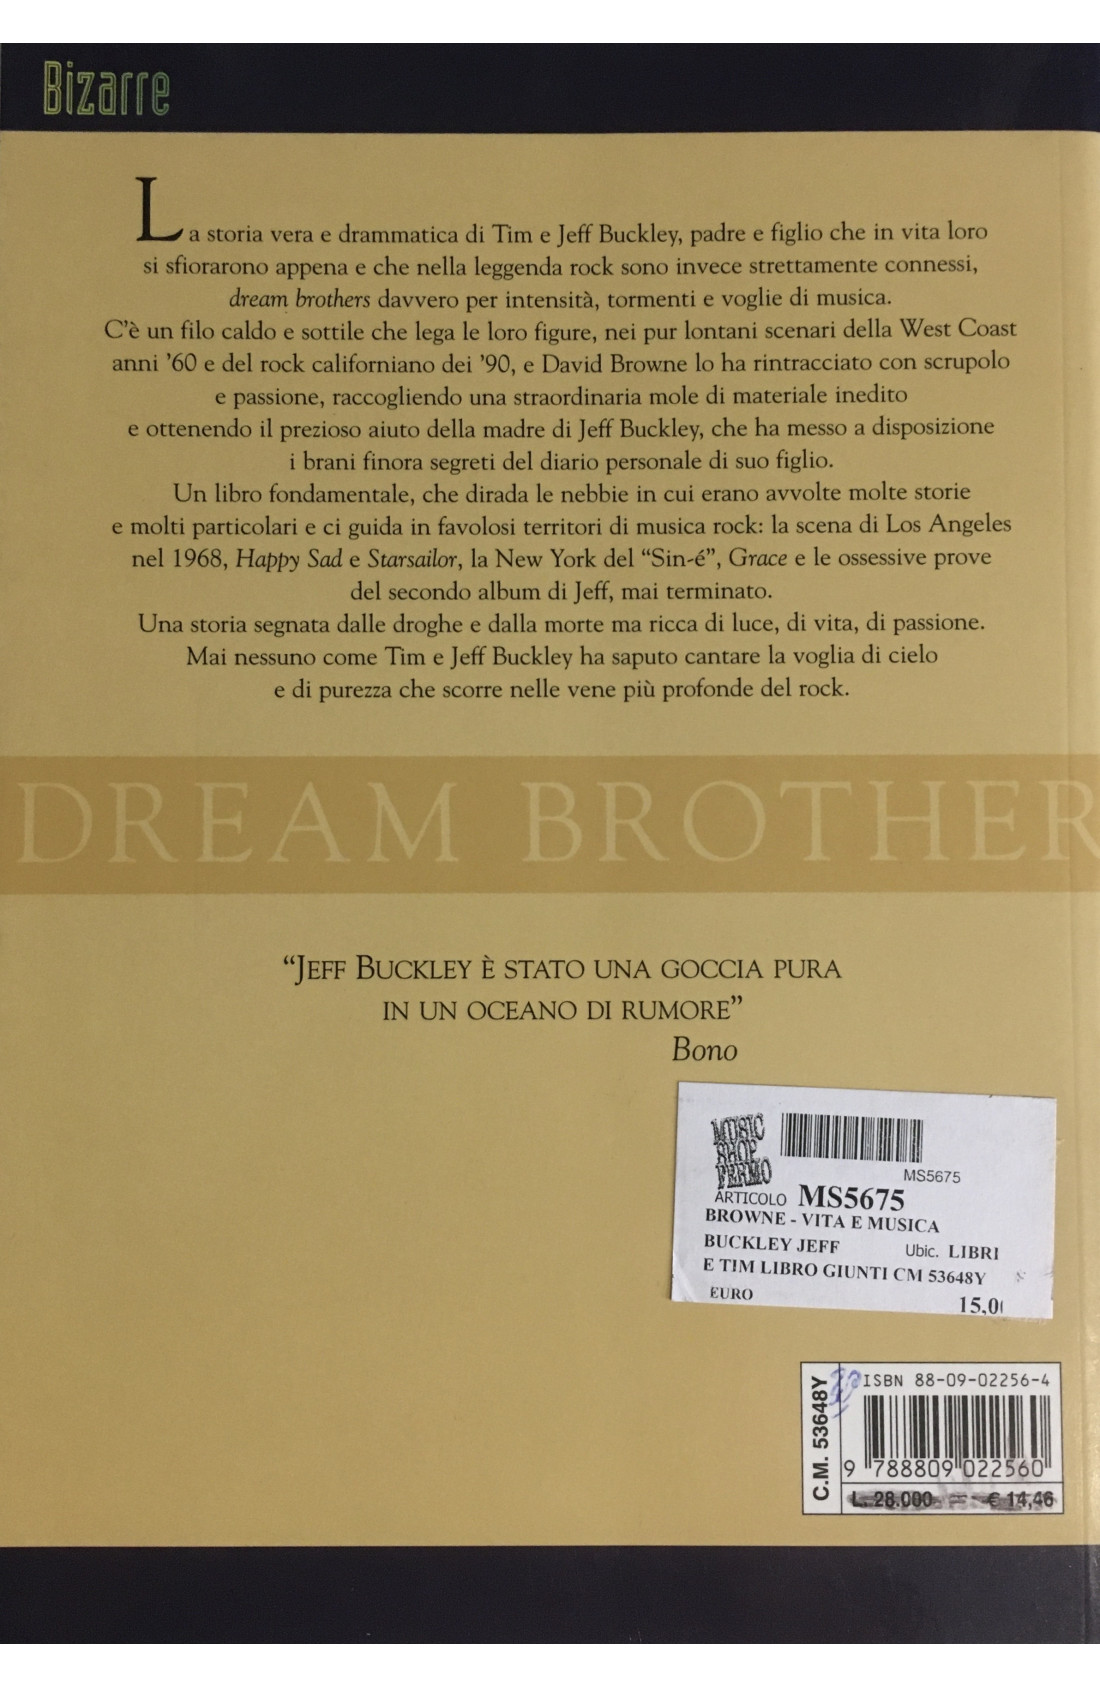 Bizarre
La storia vera e drammatica di Tim e Jeff Buckley, padre e figlio che in vita loro
si sfiorarono appena e che nella leggenda rock sono invece strettamente connessi,
dream brothers davvero per intensità, tormenti e voglie di musica.
C'è un filo caldo e sottile che lega le loro figure, nei pur lontani scenari della West Coast
anni '60 e del rock californiano dei '90, e David Browne lo ha rintracciato con scrupolo
e passione, raccogliendo una straordinaria mole di materiale inedito
e ottenendo il prezioso aiuto della madre di Jeff Buckley, che ha messo a disposizione
i brani finora segreti del diario personale di suo figlio.
Un libro fondamentale, che dirada le nebbie in cui erano avvolte molte storie
e molti particolari e ci guida in favolosi territori di musica rock: la scena di Los Angeles
nel 1968, Happy Sad e Starsailor, la New York del “Sin-é”, Grace e le ossessive prove
del secondo album di Jeff, mai terminato.
Una storia segnata dalle droghe e dalla morte ma ricca di luce, di vita, di passione.
Mai nessuno come Tim e Jeff Buckley ha saputo cantare la voglia di cielo
e di purezza che scorre nelle vene più profonde del rock.
DREAM BROTHER
“JEFF BUCKLEY È STATO UNA GOCCIA PURA
IN UN OCEANO DI RUMORE”
Bono
MUSIC
SHOP
FERMO
MS5675
ARTICOLO MS5675
BROWNE - VITA E MUSICA
BUCKLEY JEFF Ubic. LIBRI
E TIM LIBRO GIUNTI CM 53648Y
EURO 15,0
C.M. 53648Y
ISBN 88-09-02256-4
9 788809 022560
L. 28.000 = € 14,46